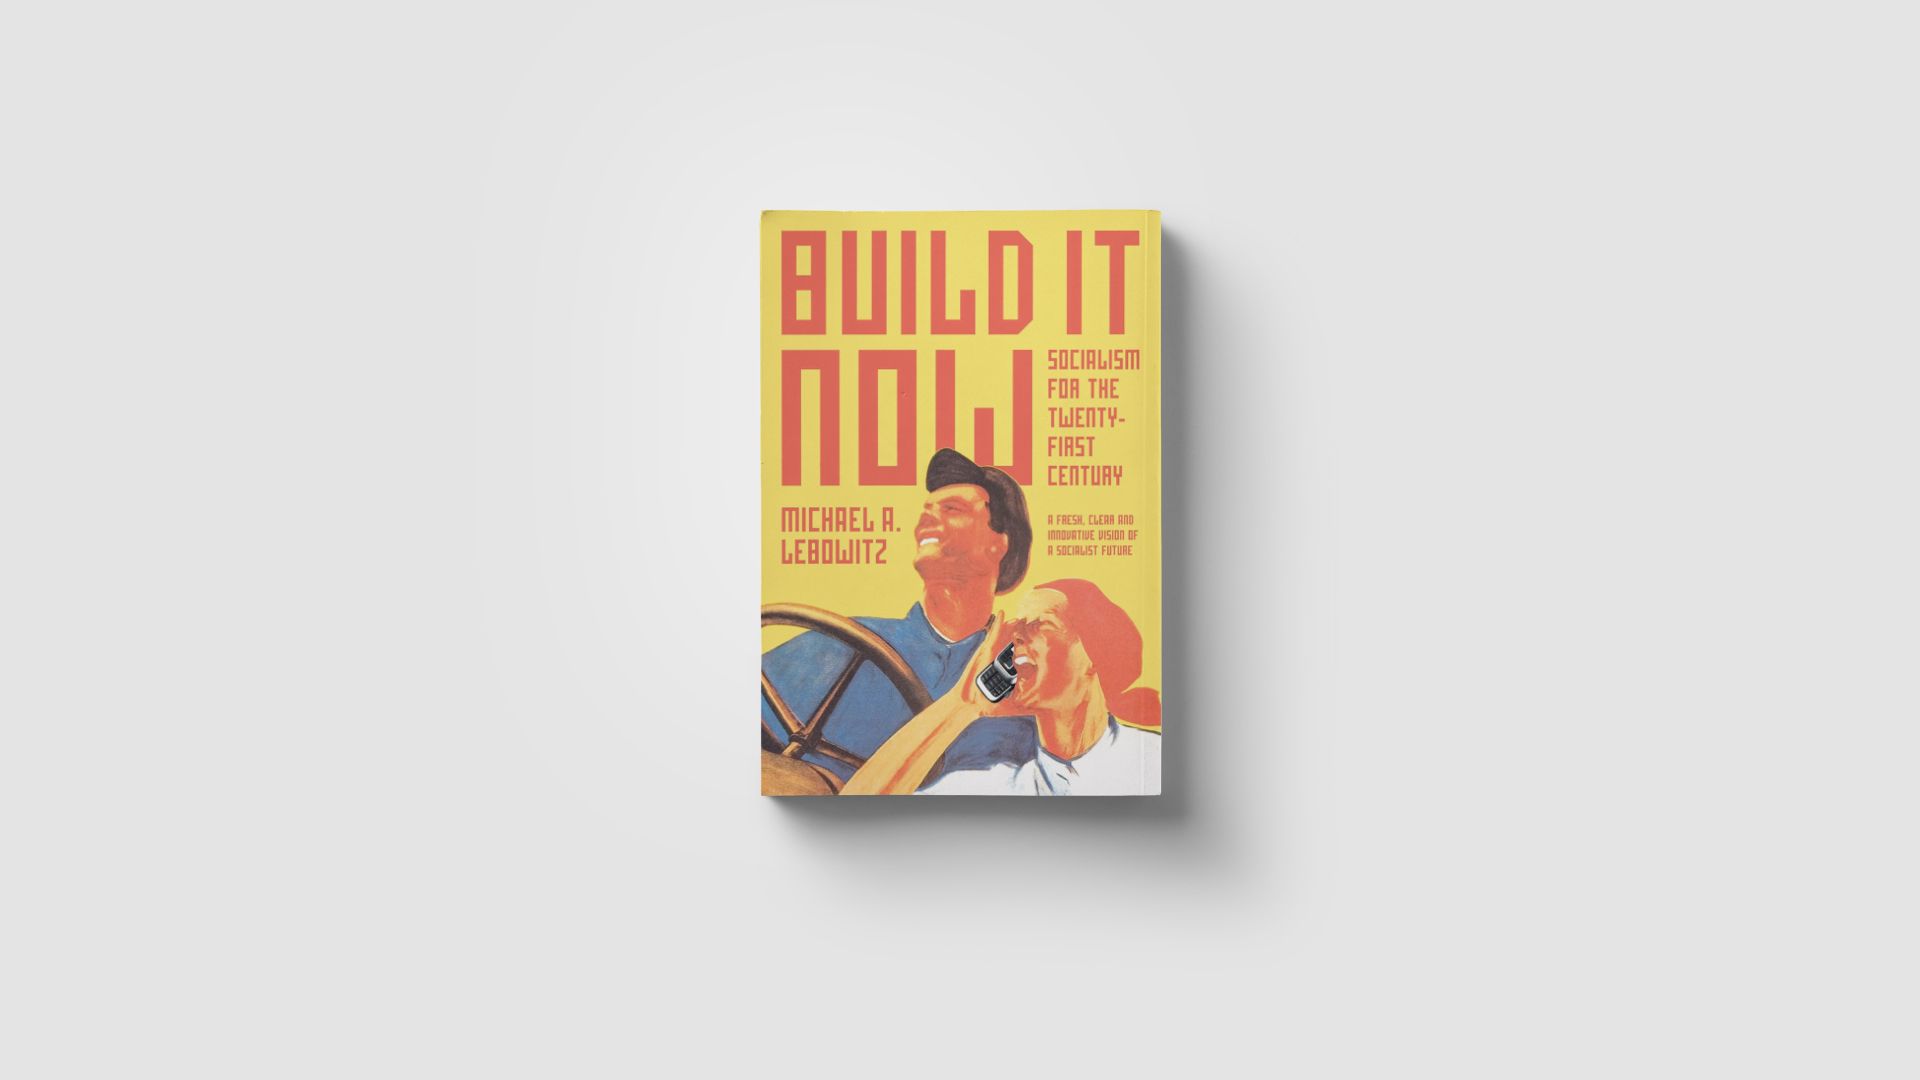 BUILD IT
NOW
SOCIALISM
FOR THE
TWENTY-
FIRST
CENTURY
MICHAEL A.
LEBOWITZ
A FRESH, CLEAR AND
INNOVATIVE VISION OF
A SOCIALIST FUTURE